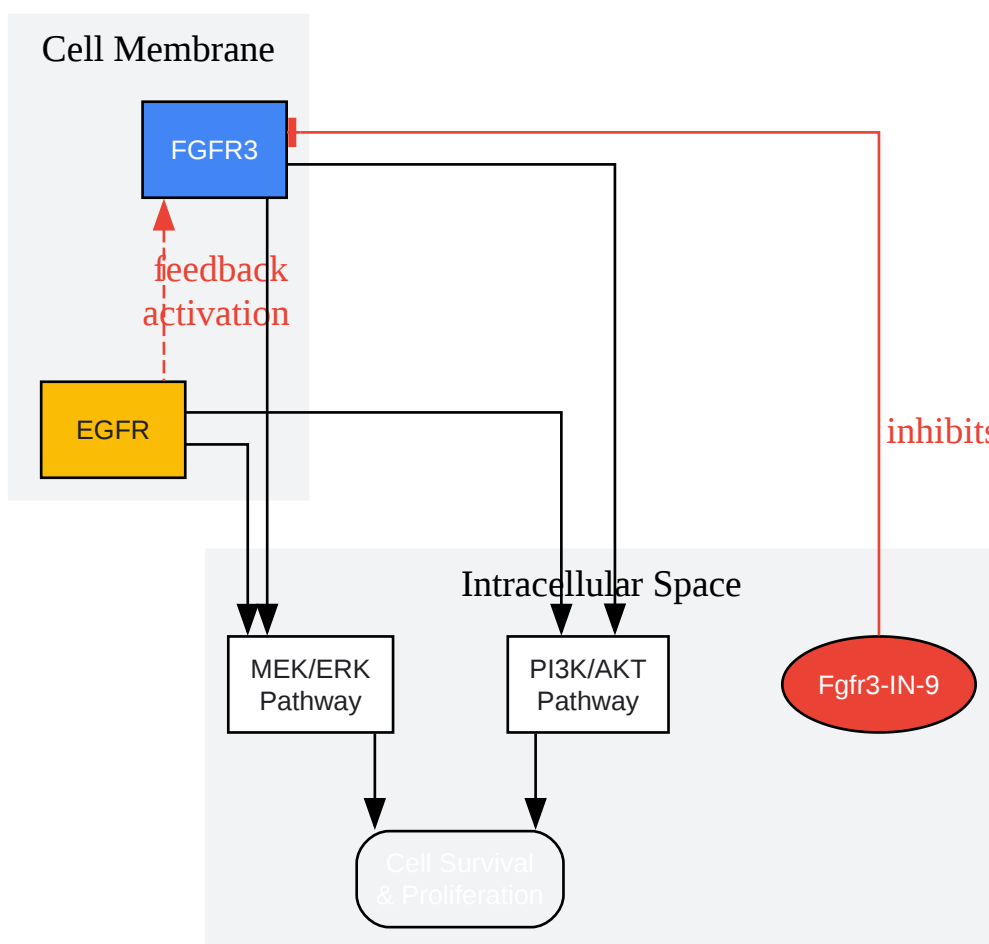 Cell Membrane
FGFR3
feedback
activation
EGFR
inhibits
Intracellular Space
MEK/ERK
Pathway
PI3K/AKT
Pathway
Fgfr3-IN-9
Cell Survival
& Proliferation